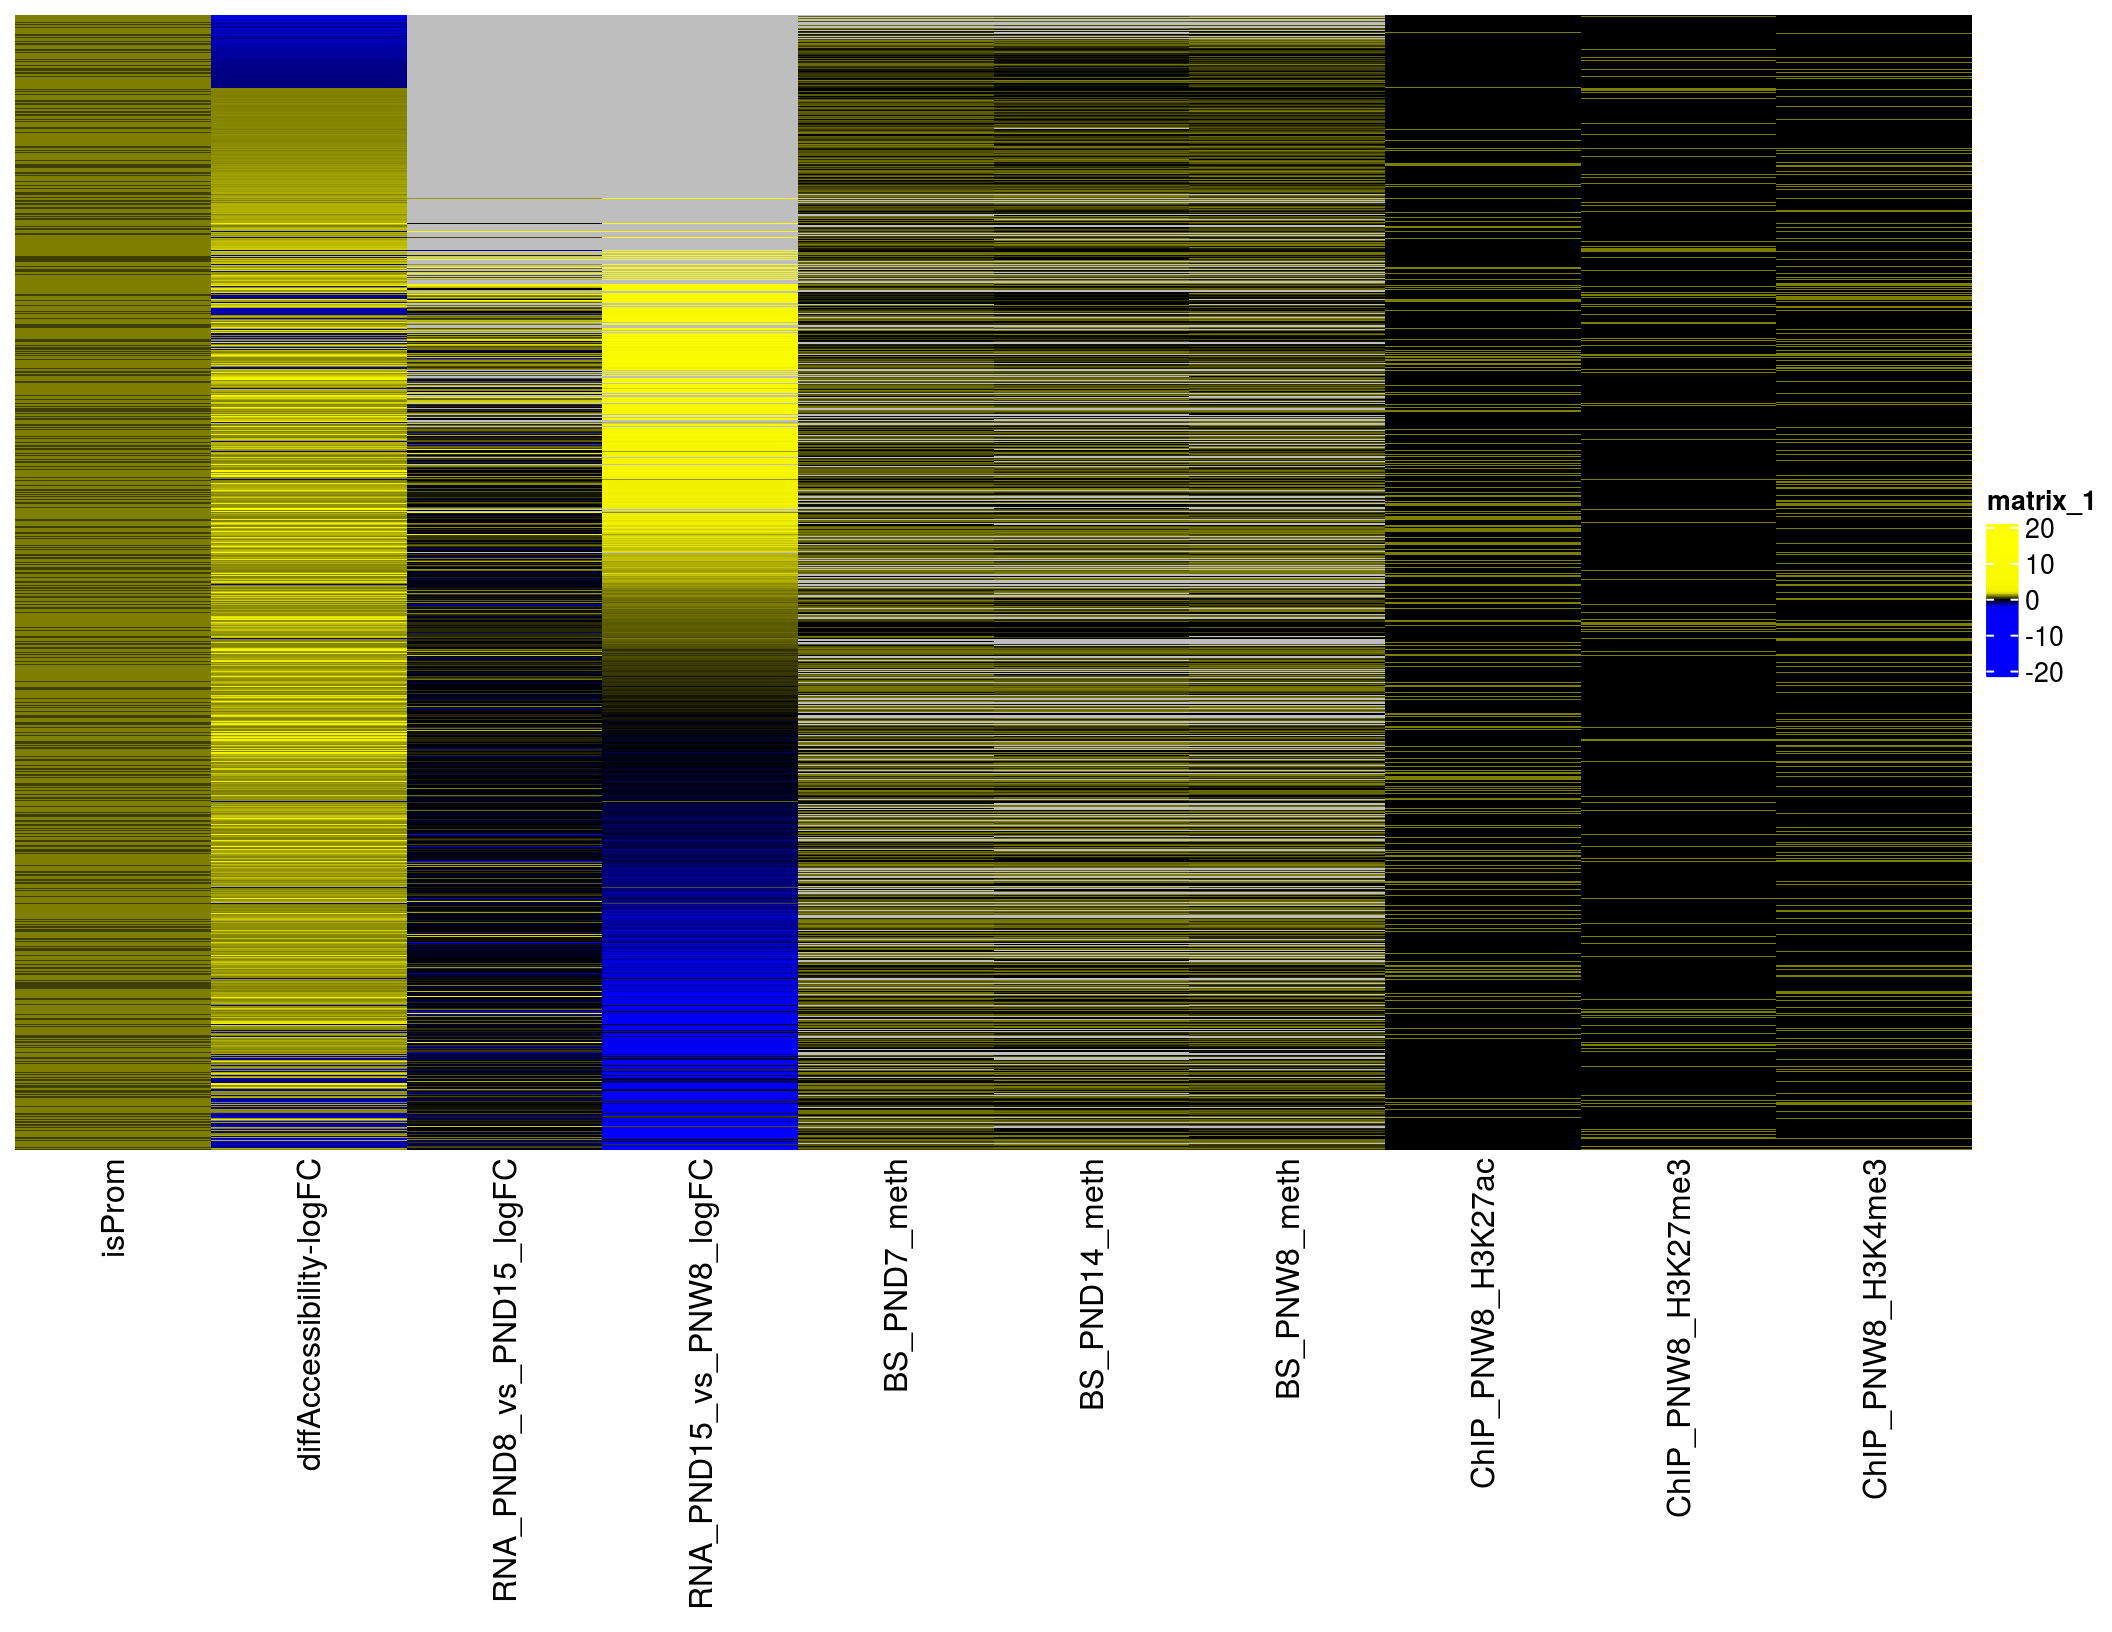 matrix_1
20
10
0
-10
-20
isProm
diffAccessibility-logFC
RNA_PND8_vs_PND15_logFC
RNA_PND15_vs_PNW8_logFC
BS_PND7_meth
BS_PND14_meth
BS_PNW8_meth
ChIP_PNW8_H3K27ac
ChIP_PNW8_H3K27me3
ChIP_PNW8_H3K4me3